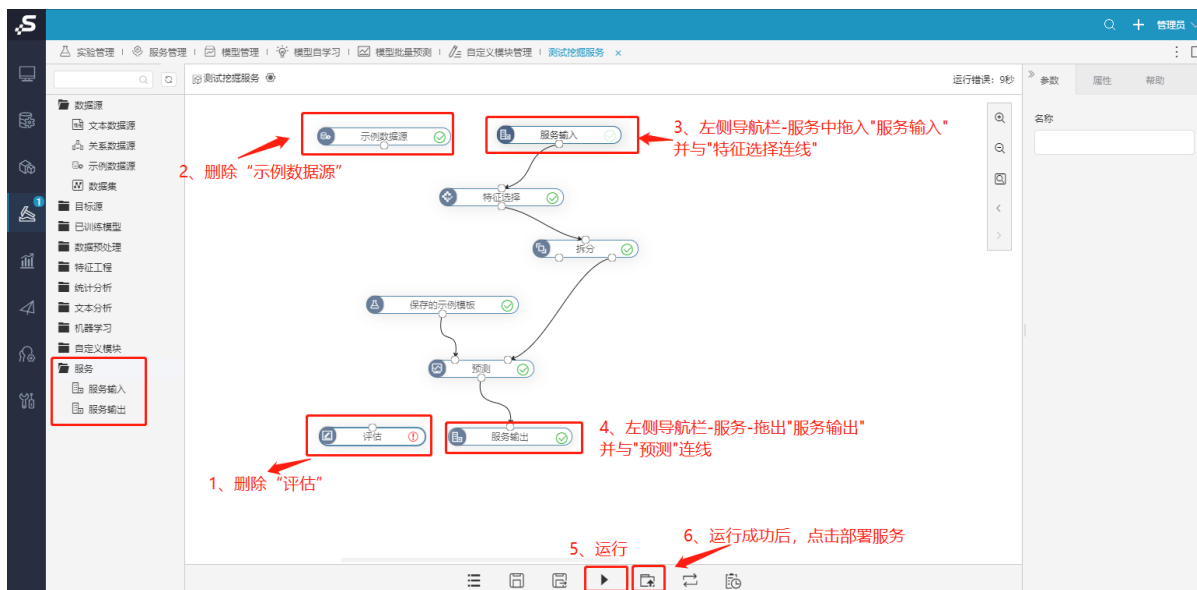 管理员
实验管理
服务管理
模型管理
模型自学习
模型批量预测
自定义模块管理
测试挖掘服务 ×
测试挖掘服务
运行错误：9秒
参数
属性
帮助
名称
数据源
文本数据源
关系数据源
示例数据源
数据集
目标源
1
已训练模型
数据预处理
特征工程
统计分析
文本分析
机器学习
自定义模块
服务
服务输入
服务输出
示例数据源
服务输入
3、左侧导航栏-服务中拖入"服务输入"
并与"特征选择连线"
2、删除“示例数据源”
特征选择
拆分
保存的示例模板
预测
评估
服务输出
4、左侧导航栏-服务-拖出"服务输出"
并与"预测"连线
1、删除“评估”
5、运行
6、运行成功后，点击部署服务